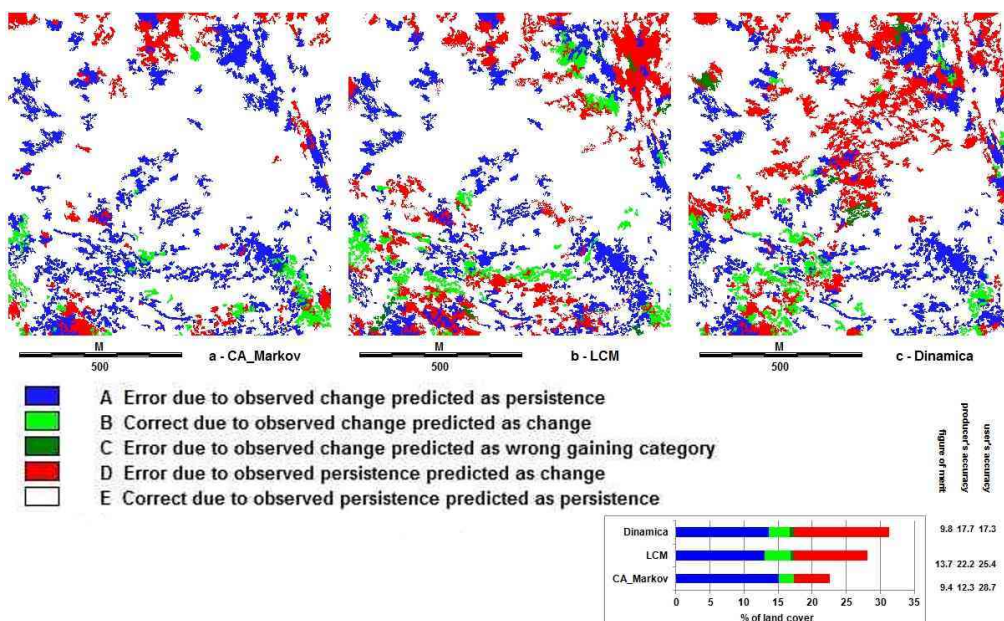 M
500
a - CA_Markov
M
500
b - LCM
M
500
c - Dinamica
A Error due to observed change predicted as persistence
B Correct due to observed change predicted as change
C Error due to observed change predicted as wrong gaining category
D Error due to observed persistence predicted as change
E Correct due to observed persistence predicted as persistence
figure of merit
producer's accuracy
user's accuracy
Dinamica
9.8 17.7 17.3
LCM
13.7 22.2 25.4
CA_Markov
9.4 12.3 28.7
0 5 10 15 20 25 30 35
% of land cover